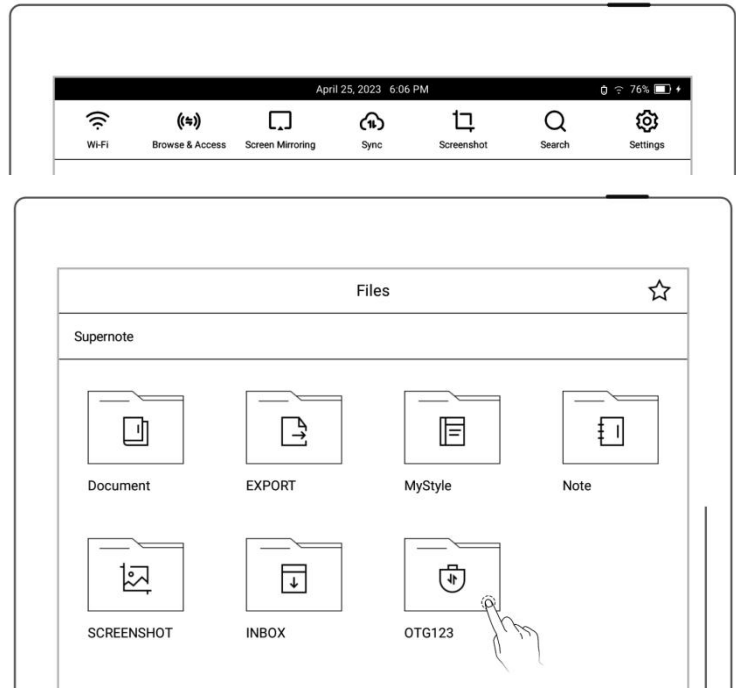 April 25, 2023 6:06 PM 76%
Wi-Fi Browse & Access Screen Mirroring Sync Screenshot Search Settings
Files
Supernote
Document EXPORT MyStyle Note
SCREENSHOT INBOX OTG123